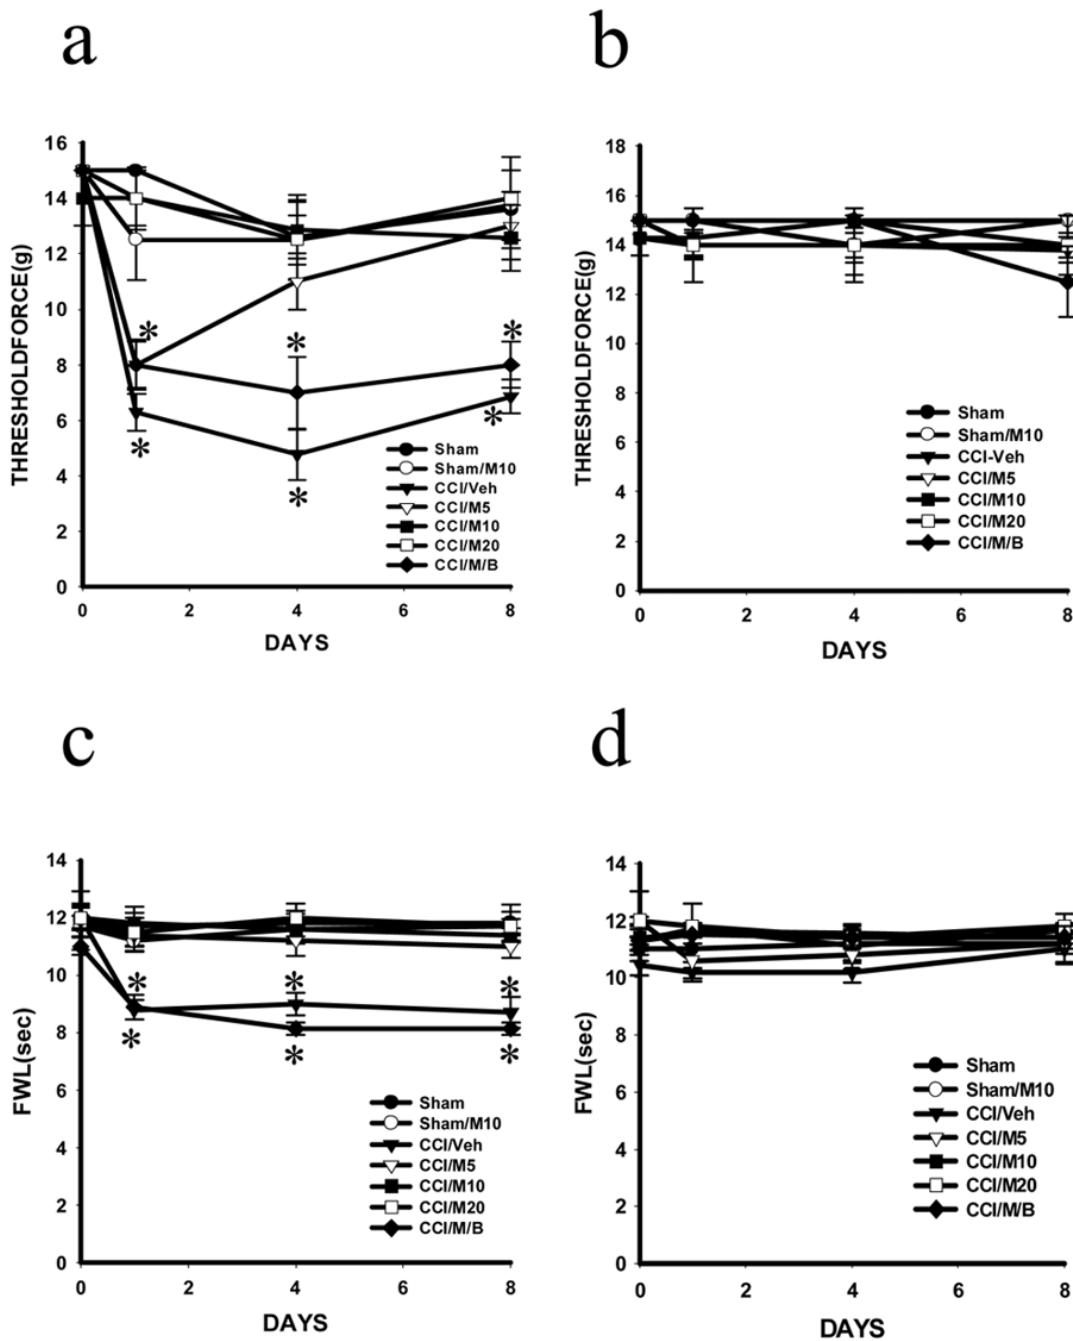 a
b
16
14
12
10
8
6
4
2
0
THRESHOLDFORCE(g)
* * *
* * *
Sham
Sham/M10
CCI/Veh
CCI/M5
CCI/M10
CCI/M20
CCI/M/B
0 2 4 6 8
DAYS
18
16
14
12
10
8
6
4
2
0
THRESHOLDFORCE(g)
Sham
Sham/M10
CCI-Veh
CCI/M5
CCI/M10
CCI/M20
CCI/M/B
0 2 4 6 8
DAYS
c
d
14
12
10
8
6
4
2
0
FWL(sec)
* * *
* * *
Sham
Sham/M10
CCI/Veh
CCI/M5
CCI/M10
CCI/M20
CCI/M/B
0 2 4 6 8
DAYS
14
12
10
8
6
4
2
0
FWL(sec)
Sham
Sham/M10
CCI/Veh
CCI/M5
CCI/M10
CCI/M20
CCI/M/B
0 2 4 6 8
DAYS